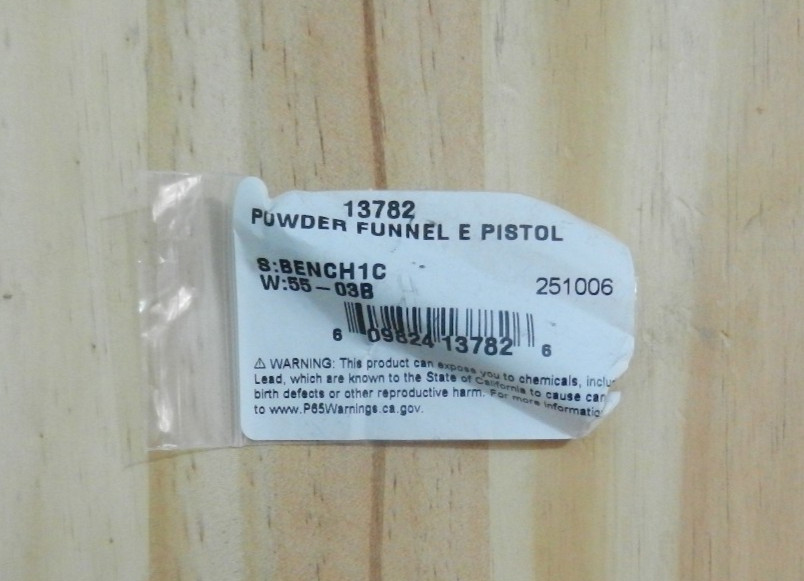 13782
POWDER FUNNEL E PISTOL
S:BENCH1C
W:55-03B
251006
6 09824 13782 6
⚠ WARNING: This product can expose you to chemicals, inclu
Lead, which are known to the State of California to cause can
birth defects or other reproductive harm. For more informatio
to www.P65Warnings.ca.gov.